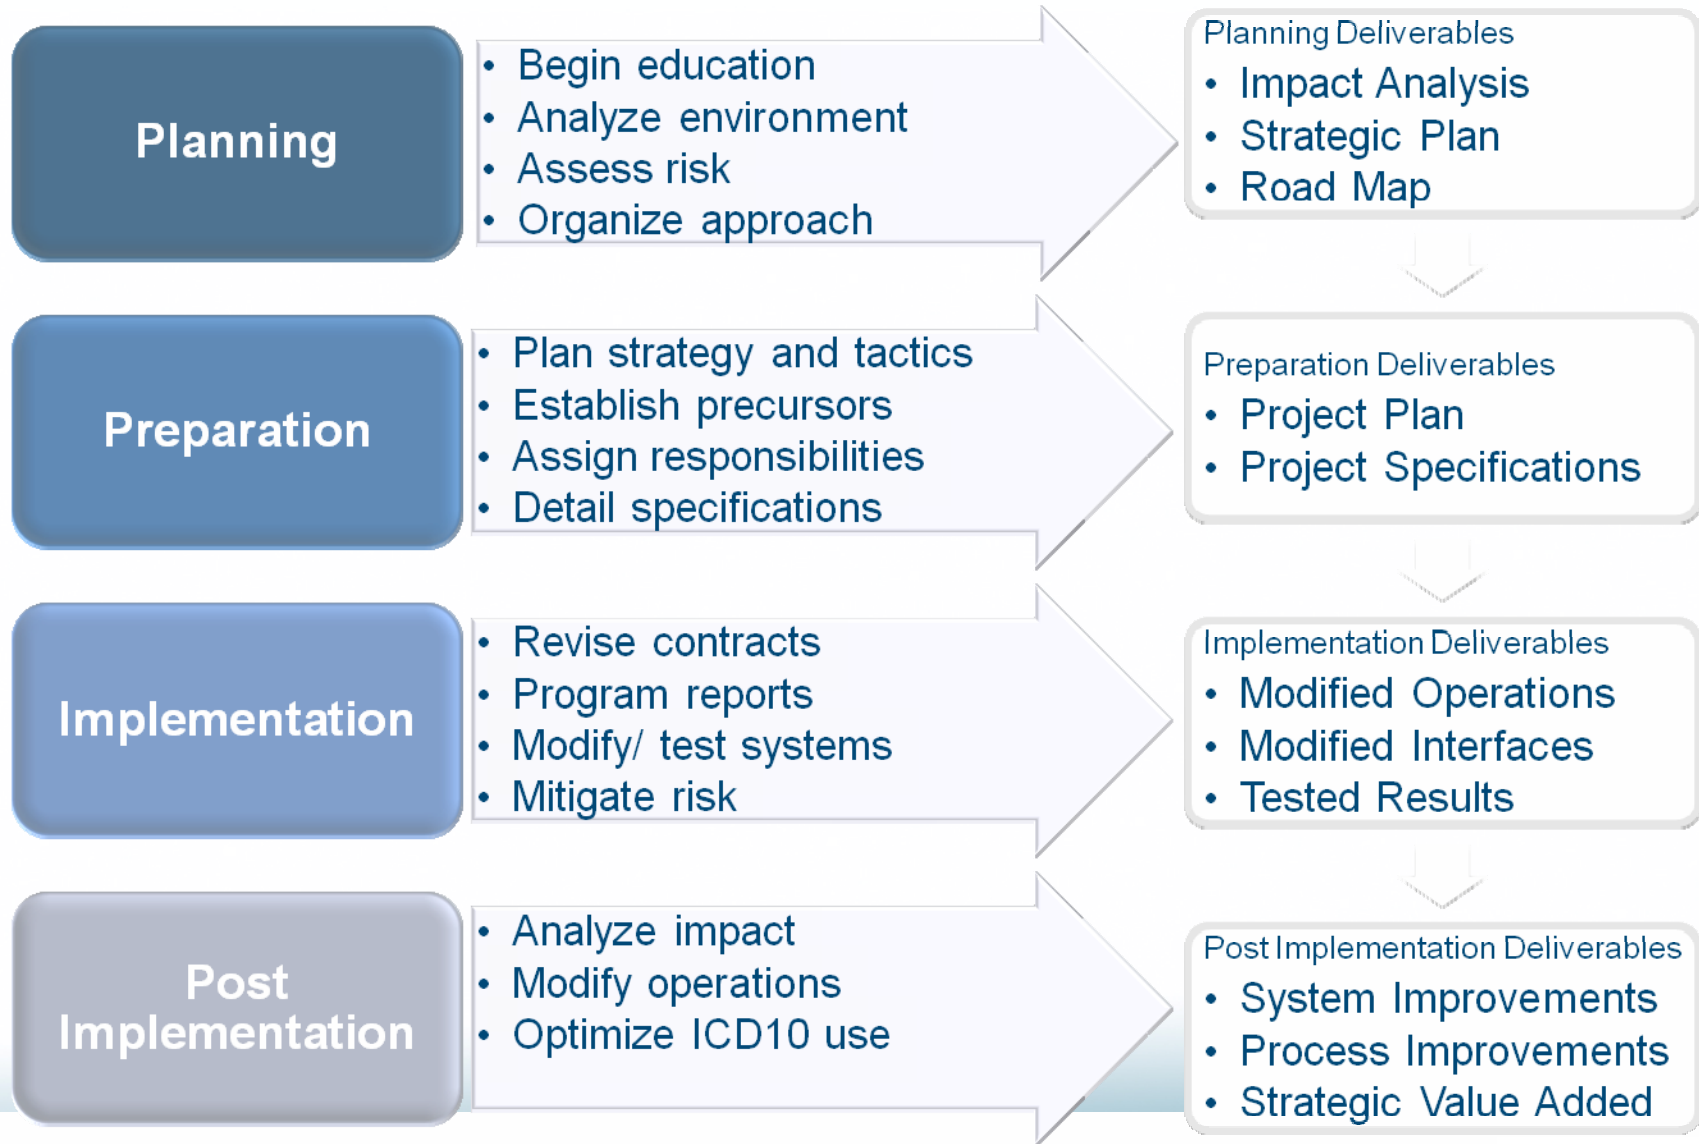 Planning
• Begin education
• Analyze environment
• Assess risk
• Organize approach
Planning Deliverables
• Impact Analysis
• Strategic Plan
• Road Map
Preparation
• Plan strategy and tactics
• Establish precursors
• Assign responsibilities
• Detail specifications
Preparation Deliverables
• Project Plan
• Project Specifications
Implementation
• Revise contracts
• Program reports
• Modify/ test systems
• Mitigate risk
Implementation Deliverables
• Modified Operations
• Modified Interfaces
• Tested Results
Post
Implementation
• Analyze impact
• Modify operations
• Optimize ICD10 use
Post Implementation Deliverables
• System Improvements
• Process Improvements
• Strategic Value Added